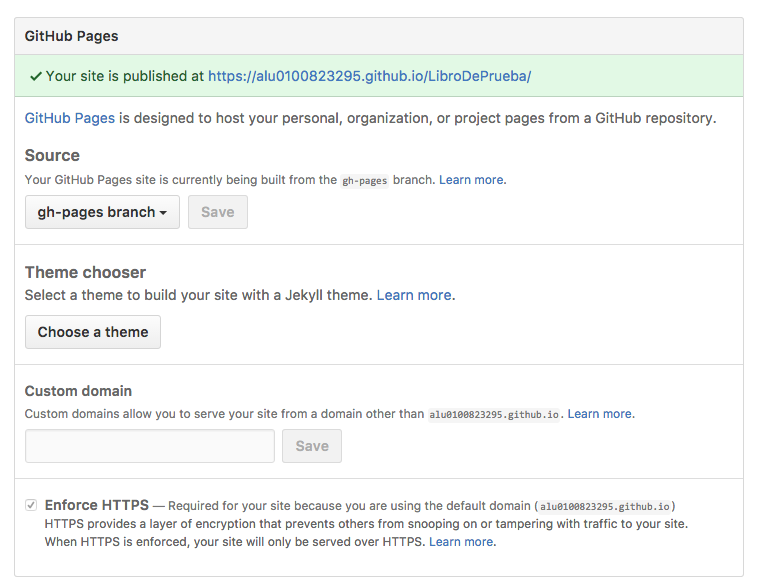 GitHub Pages
Your site is published at https://alu0100823295.github.io/LibroDePrueba/
GitHub Pages is designed to host your personal, organization, or project pages from a GitHub repository.
Source
Your GitHub Pages site is currently being built from the gh-pages branch. Learn more.
gh-pages branch Save
Theme chooser
Select a theme to build your site with a Jekyll theme. Learn more.
Choose a theme
Custom domain
Custom domains allow you to serve your site from a domain other than alu0100823295.github.io. Learn more.
Save
Enforce HTTPS — Required for your site because you are using the default domain (alu0100823295.github.io)
HTTPS provides a layer of encryption that prevents others from snooping on or tampering with traffic to your site.
When HTTPS is enforced, your site will only be served over HTTPS. Learn more.